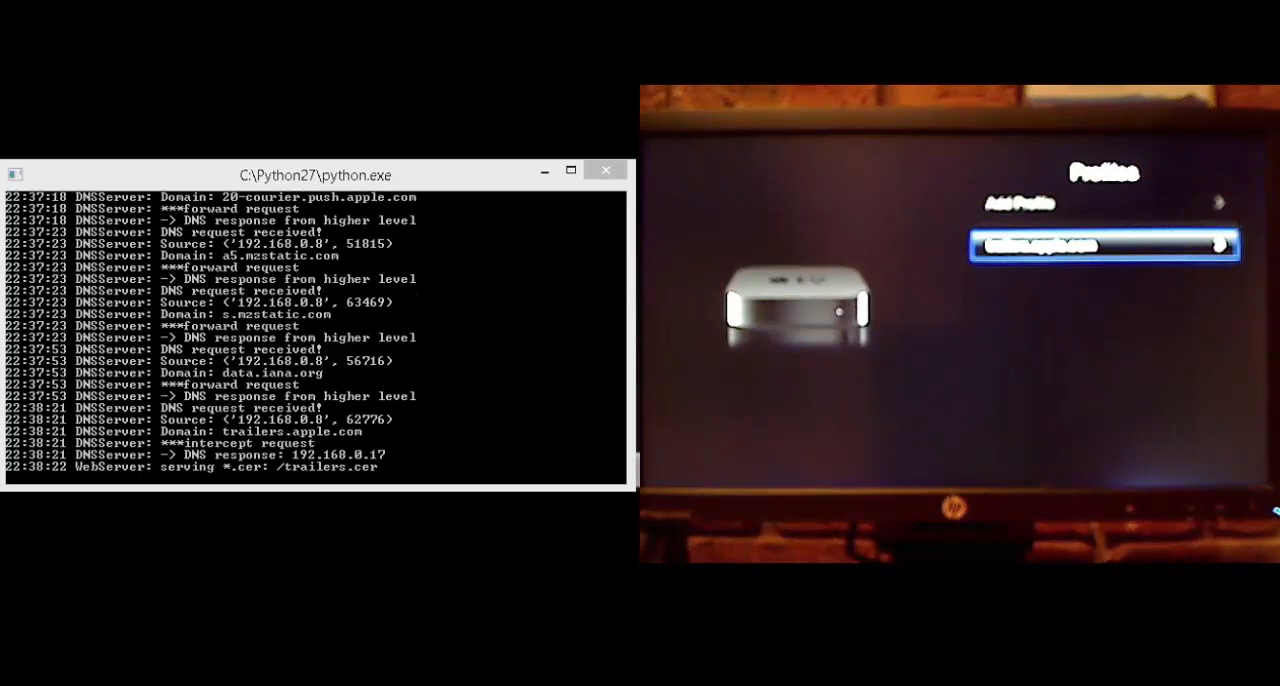 C:\Python27\python.exe
22:37:18 DNSServer: Domain: 20-courier.push.apple.com
22:37:18 DNSServer: ***forward request
22:37:18 DNSServer: -> DNS response from higher level
22:37:23 DNSServer: DNS request received!
22:37:23 DNSServer: Source: ('192.168.0.8', 51815)
22:37:23 DNSServer: Domain: a5.mzstatic.com
22:37:23 DNSServer: ***forward request
22:37:23 DNSServer: -> DNS response from higher level
22:37:23 DNSServer: DNS request received!
22:37:23 DNSServer: Source: ('192.168.0.8', 63469)
22:37:23 DNSServer: Domain: s.mzstatic.com
22:37:23 DNSServer: ***forward request
22:37:23 DNSServer: -> DNS response from higher level
22:37:53 DNSServer: DNS request received!
22:37:53 DNSServer: Source: ('192.168.0.8', 56716)
22:37:53 DNSServer: Domain: data.iana.org
22:37:53 DNSServer: ***forward request
22:37:53 DNSServer: -> DNS response from higher level
22:38:21 DNSServer: DNS request received!
22:38:21 DNSServer: Source: ('192.168.0.8', 62776)
22:38:21 DNSServer: Domain: trailers.apple.com
22:38:21 DNSServer: ***intercept request
22:38:21 DNSServer: -> DNS response: 192.168.0.17
22:38:22 WebServer: serving *.cer: /trailers.cer
Profiles
Add Profile
trailers.apple.com
hp